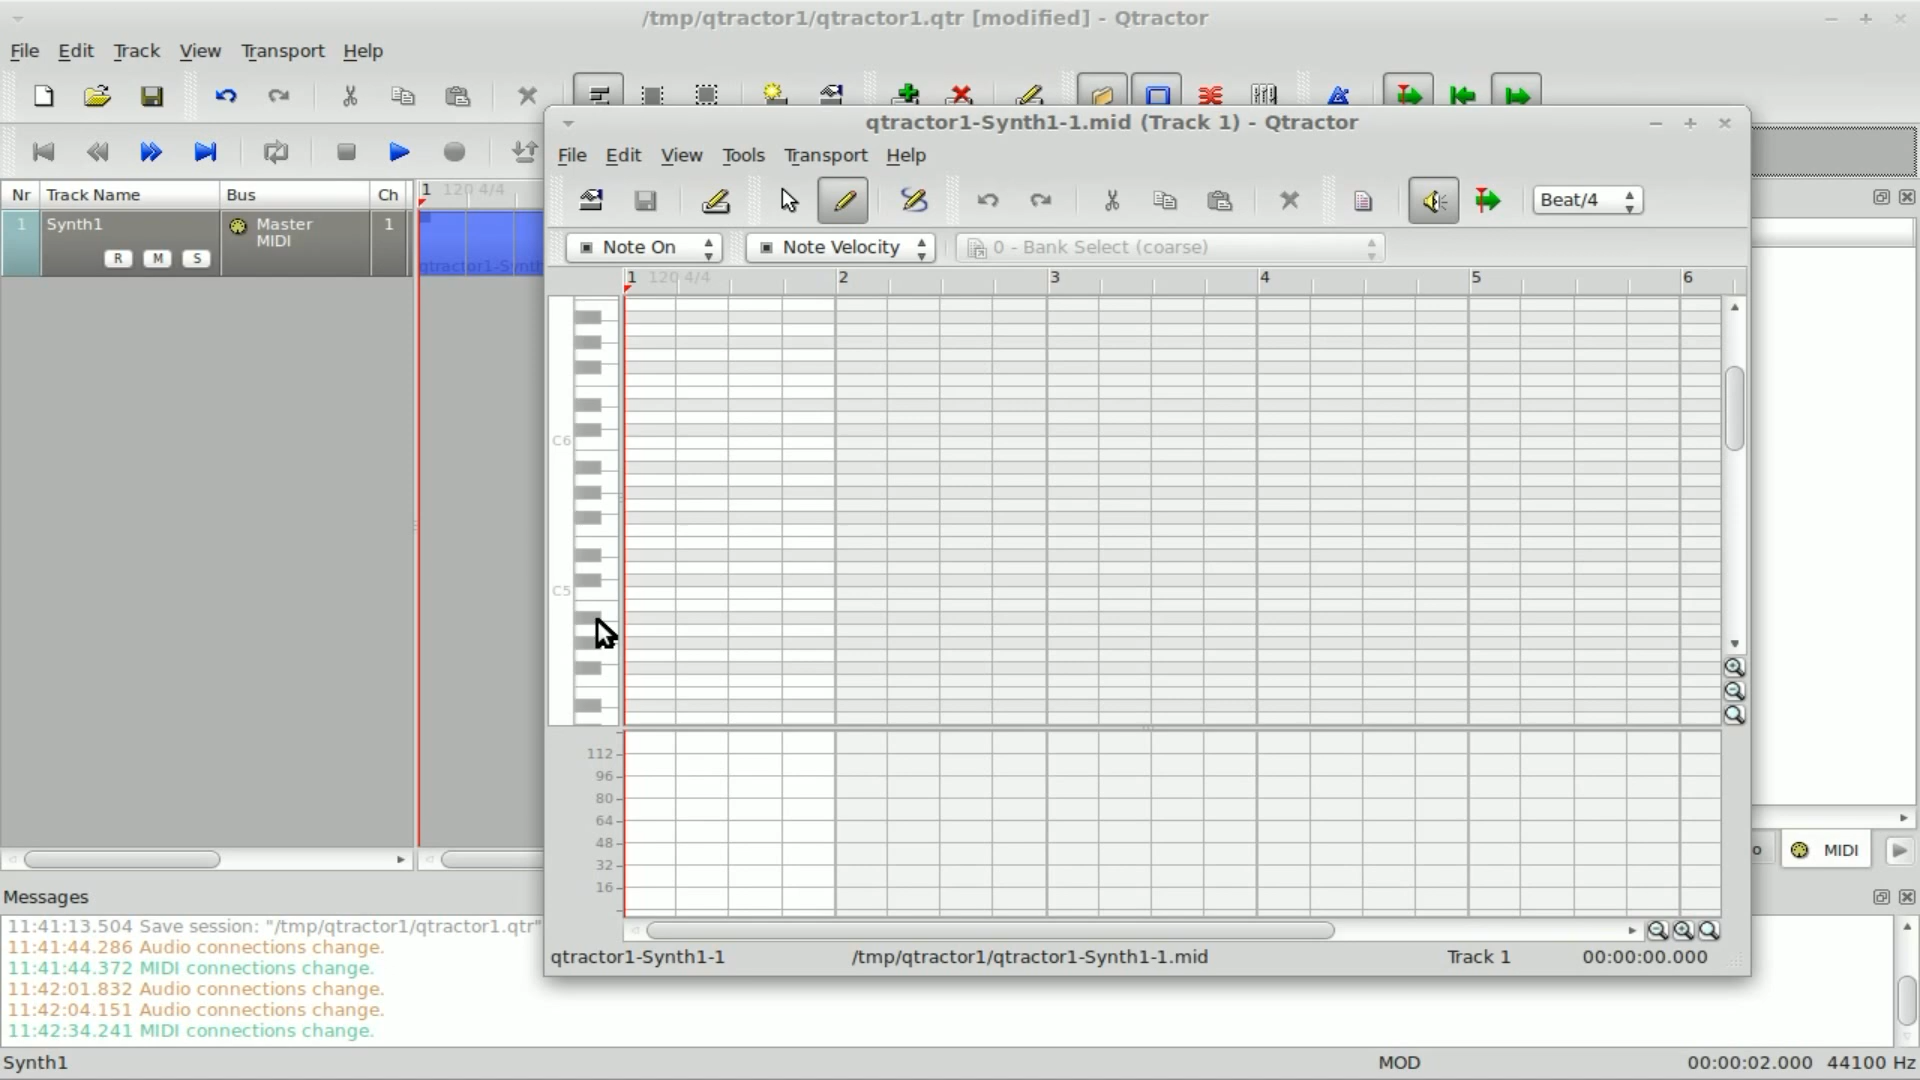 /tmp/qtractor1/qtractor1.qtr [modified] - Qtractor
File Edit Track View Transport Help
qtractor1-Synth1-1.mid (Track 1) - Qtractor
File Edit View Tools Transport Help
Beat/4
Note On Note Velocity 0 - Bank Select (coarse)
Nr Track Name Bus Ch
1 120 4/4
1 Synth1 Master MIDI 1
R M S
1 120 4/4 2 3 4 5 6
C6
C5
112
96
80
64
48
32
16
MIDI
qtractor1-Synth1-1 /tmp/qtractor1/qtractor1-Synth1-1.mid Track 1 00:00:00.000
Messages
11:41:13.504 Save session: "/tmp/qtractor1/qtractor1.qtr"
11:41:44.286 Audio connections change.
11:41:44.372 MIDI connections change.
11:42:01.832 Audio connections change.
11:42:04.151 Audio connections change.
11:42:34.241 MIDI connections change.
Synth1 MOD 00:00:02.000 44100 Hz